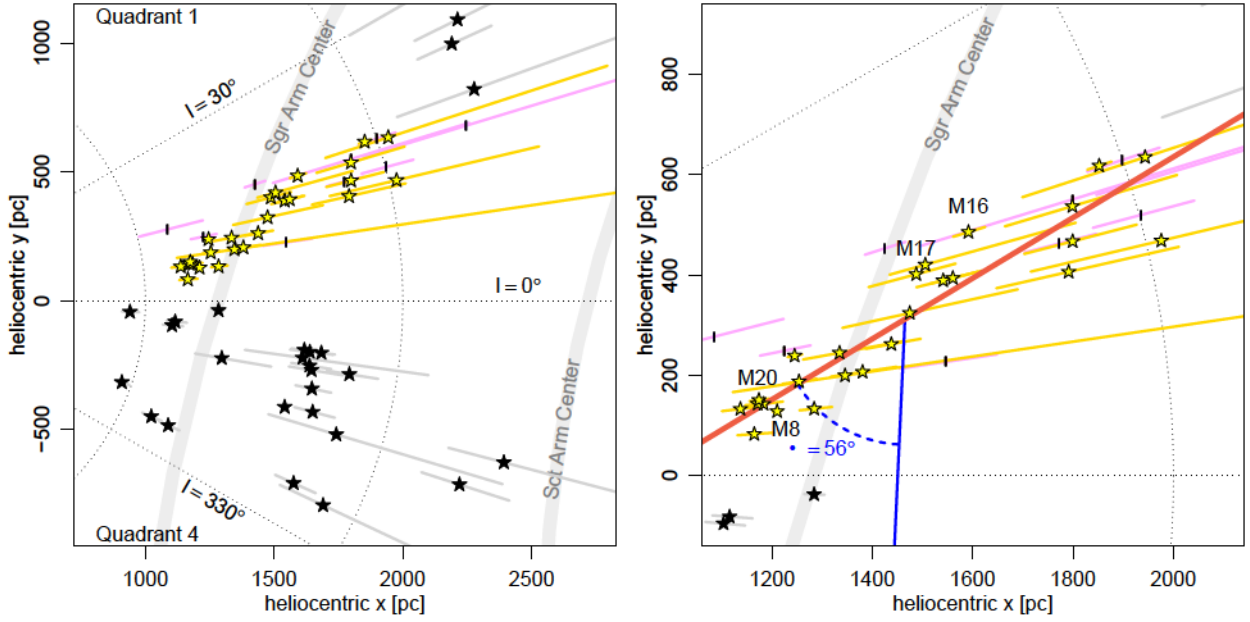 Quadrant 1
l = 30°
Sgr Arm Center
l = 0°
Sct Arm Center
l = 330°
Quadrant 4
heliocentric y [pc]
1000
500
0
−500
1000 1500 2000 2500
heliocentric x [pc]
Sgr Arm Center
M16
M17
M20
M8
• = 56°
heliocentric y [pc]
800
600
400
200
0
1200 1400 1600 1800 2000
heliocentric x [pc]